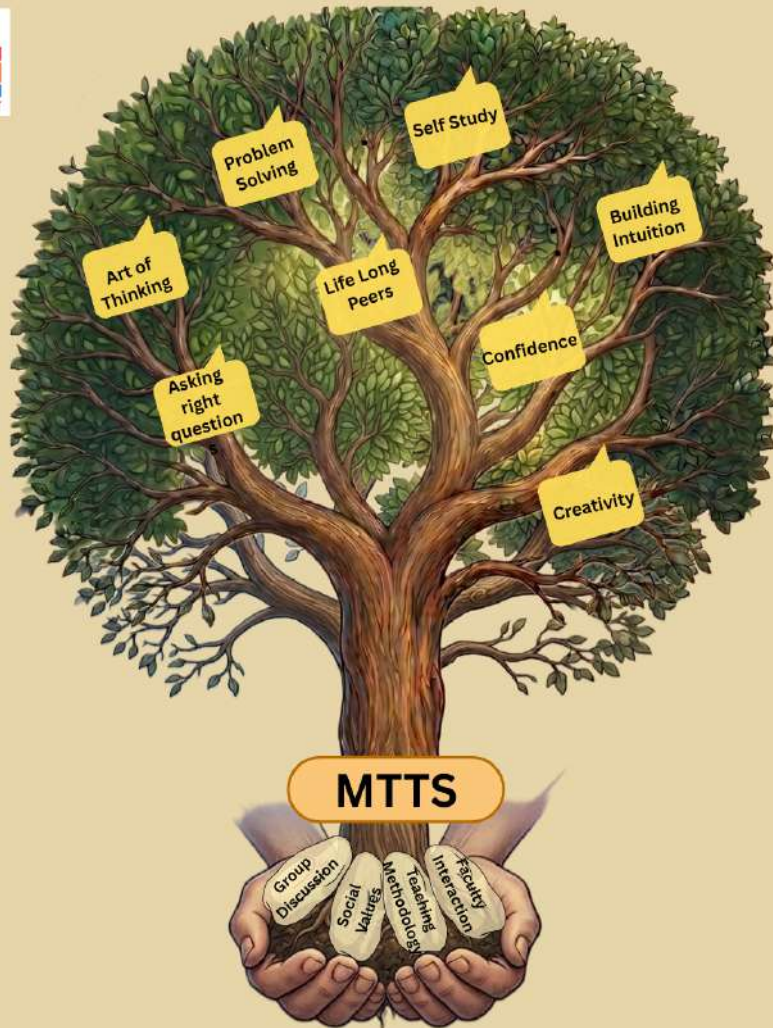 Self Study
Problem
Solving
Building
Intuition
Art of
Thinking
Life Long
Peers
Confidence
Asking
right
question
s
Creativity
MTTS
Group
Discussion
Social
Values
Teaching
Methodology
Faculty
Interaction